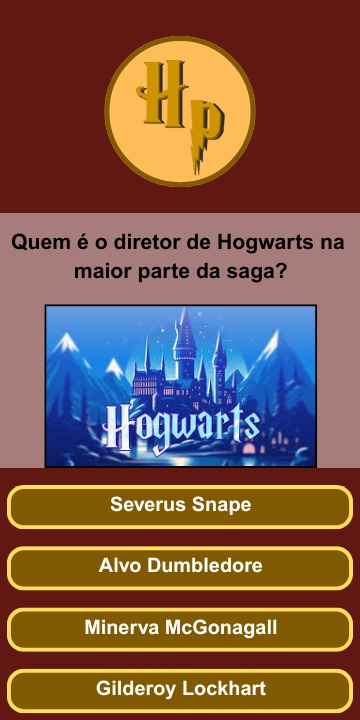 HP
Quem é o diretor de Hogwarts na
maior parte da saga?
Hogwarts
Severus Snape
Alvo Dumbledore
Minerva McGonagall
Gilderoy Lockhart